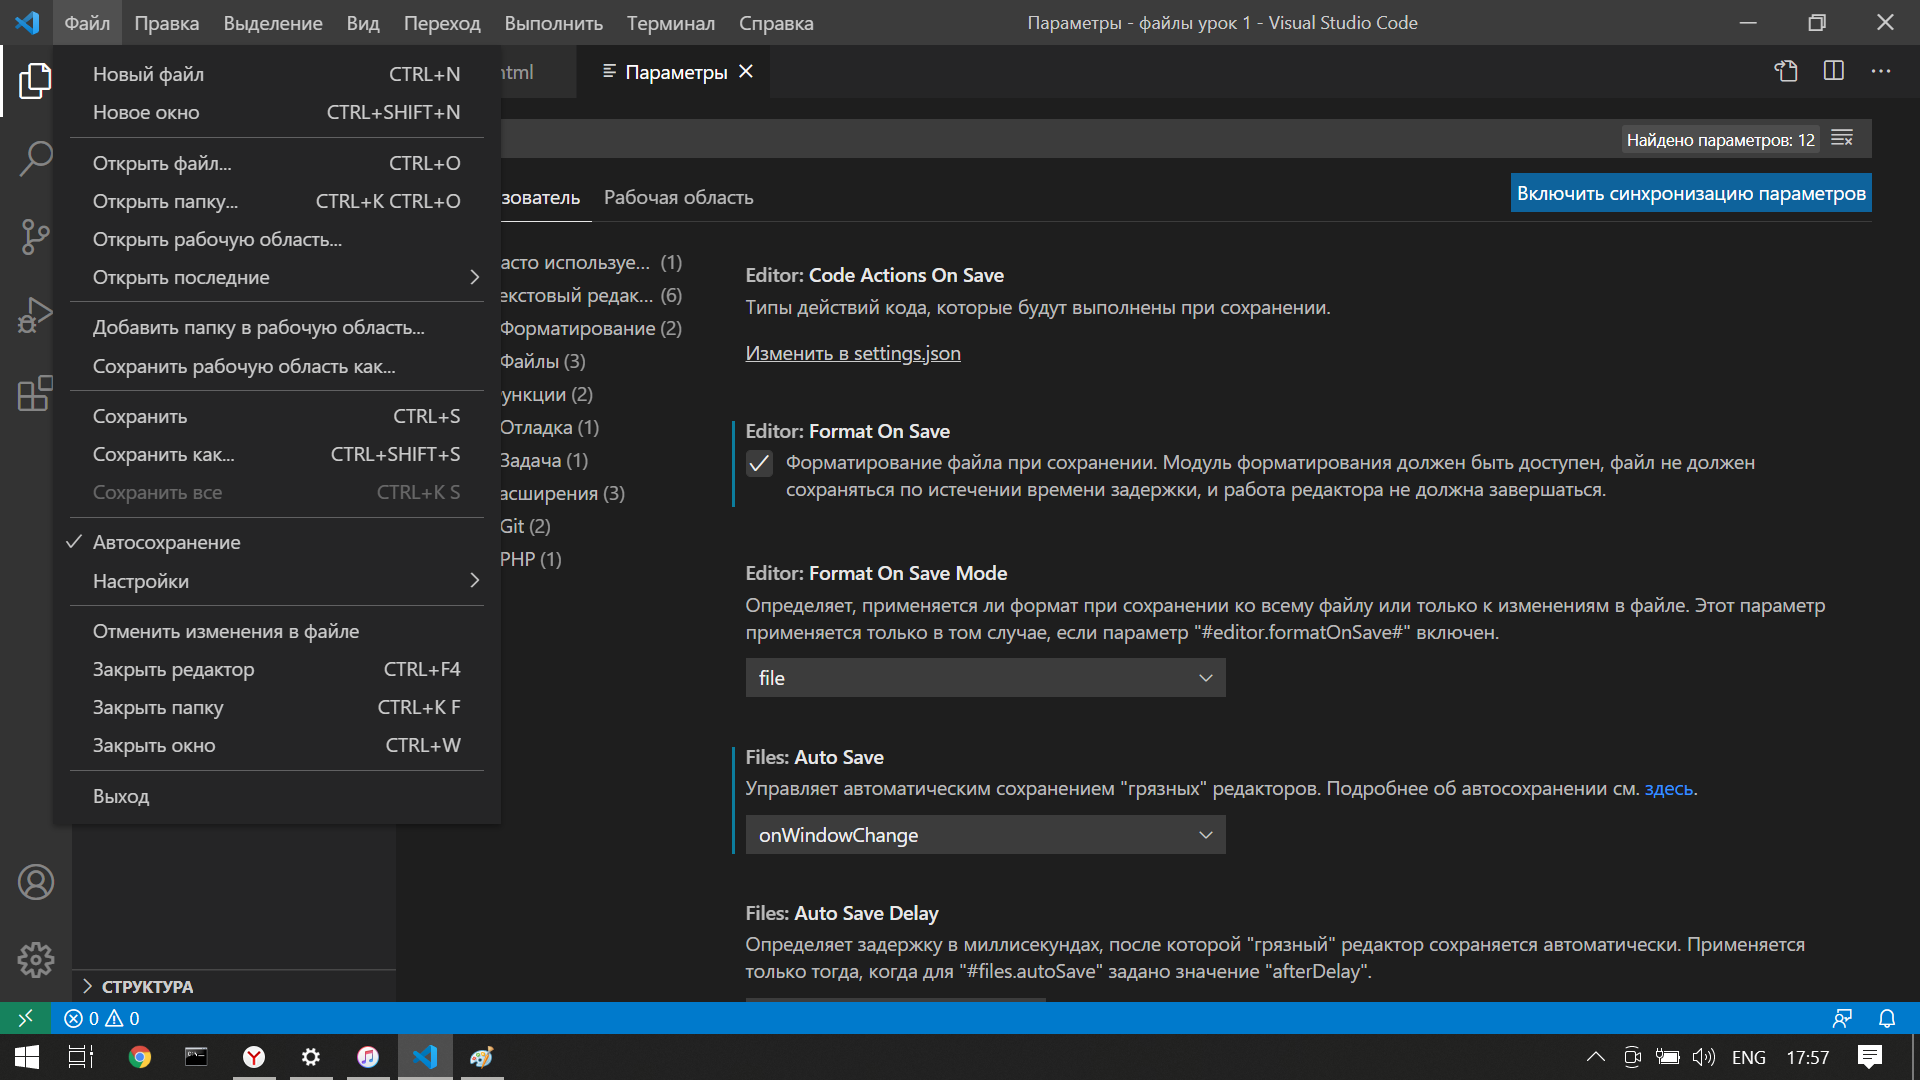 Файл Правка Выделение Вид Переход Выполнить Терминал Справка
Параметры - файлы урок 1 - Visual Studio Code
Новый файл CTRL+N
Новое окно CTRL+SHIFT+N
Открыть файл... CTRL+O
Открыть папку... CTRL+K CTRL+O
Открыть рабочую область...
Открыть последние
Добавить папку в рабочую область...
Сохранить рабочую область как...
Сохранить CTRL+S
Сохранить как... CTRL+SHIFT+S
Сохранить все CTRL+K S
Автосохранение
Настройки
Отменить изменения в файле
Закрыть редактор CTRL+F4
Закрыть папку CTRL+K F
Закрыть окно CTRL+W
Выход
СТРУКТУРА
html
Параметры
Найдено параметров: 12
зователь Рабочая область
Включить синхронизацию параметров
асто используе... (1)
екстовый редак... (6)
Форматирование (2)
Файлы (3)
ункции (2)
Отладка (1)
Задача (1)
асширения (3)
Git (2)
PHP (1)
Editor: Code Actions On Save
Типы действий кода, которые будут выполнены при сохранении.
Изменить в settings.json
Editor: Format On Save
Форматирование файла при сохранении. Модуль форматирования должен быть доступен, файл не должен
сохраняться по истечении времени задержки, и работа редактора не должна завершаться.
Editor: Format On Save Mode
Определяет, применяется ли формат при сохранении ко всему файлу или только к изменениям в файле. Этот параметр
применяется только в том случае, если параметр "#editor.formatOnSave#" включен.
file
Files: Auto Save
Управляет автоматическим сохранением "грязных" редакторов. Подробнее об автосохранении см. здесь.
onWindowChange
Files: Auto Save Delay
Определяет задержку в миллисекундах, после которой "грязный" редактор сохраняется автоматически. Применяется
только тогда, когда для "#files.autoSave" задано значение "afterDelay".
0 0
ENG 17:57